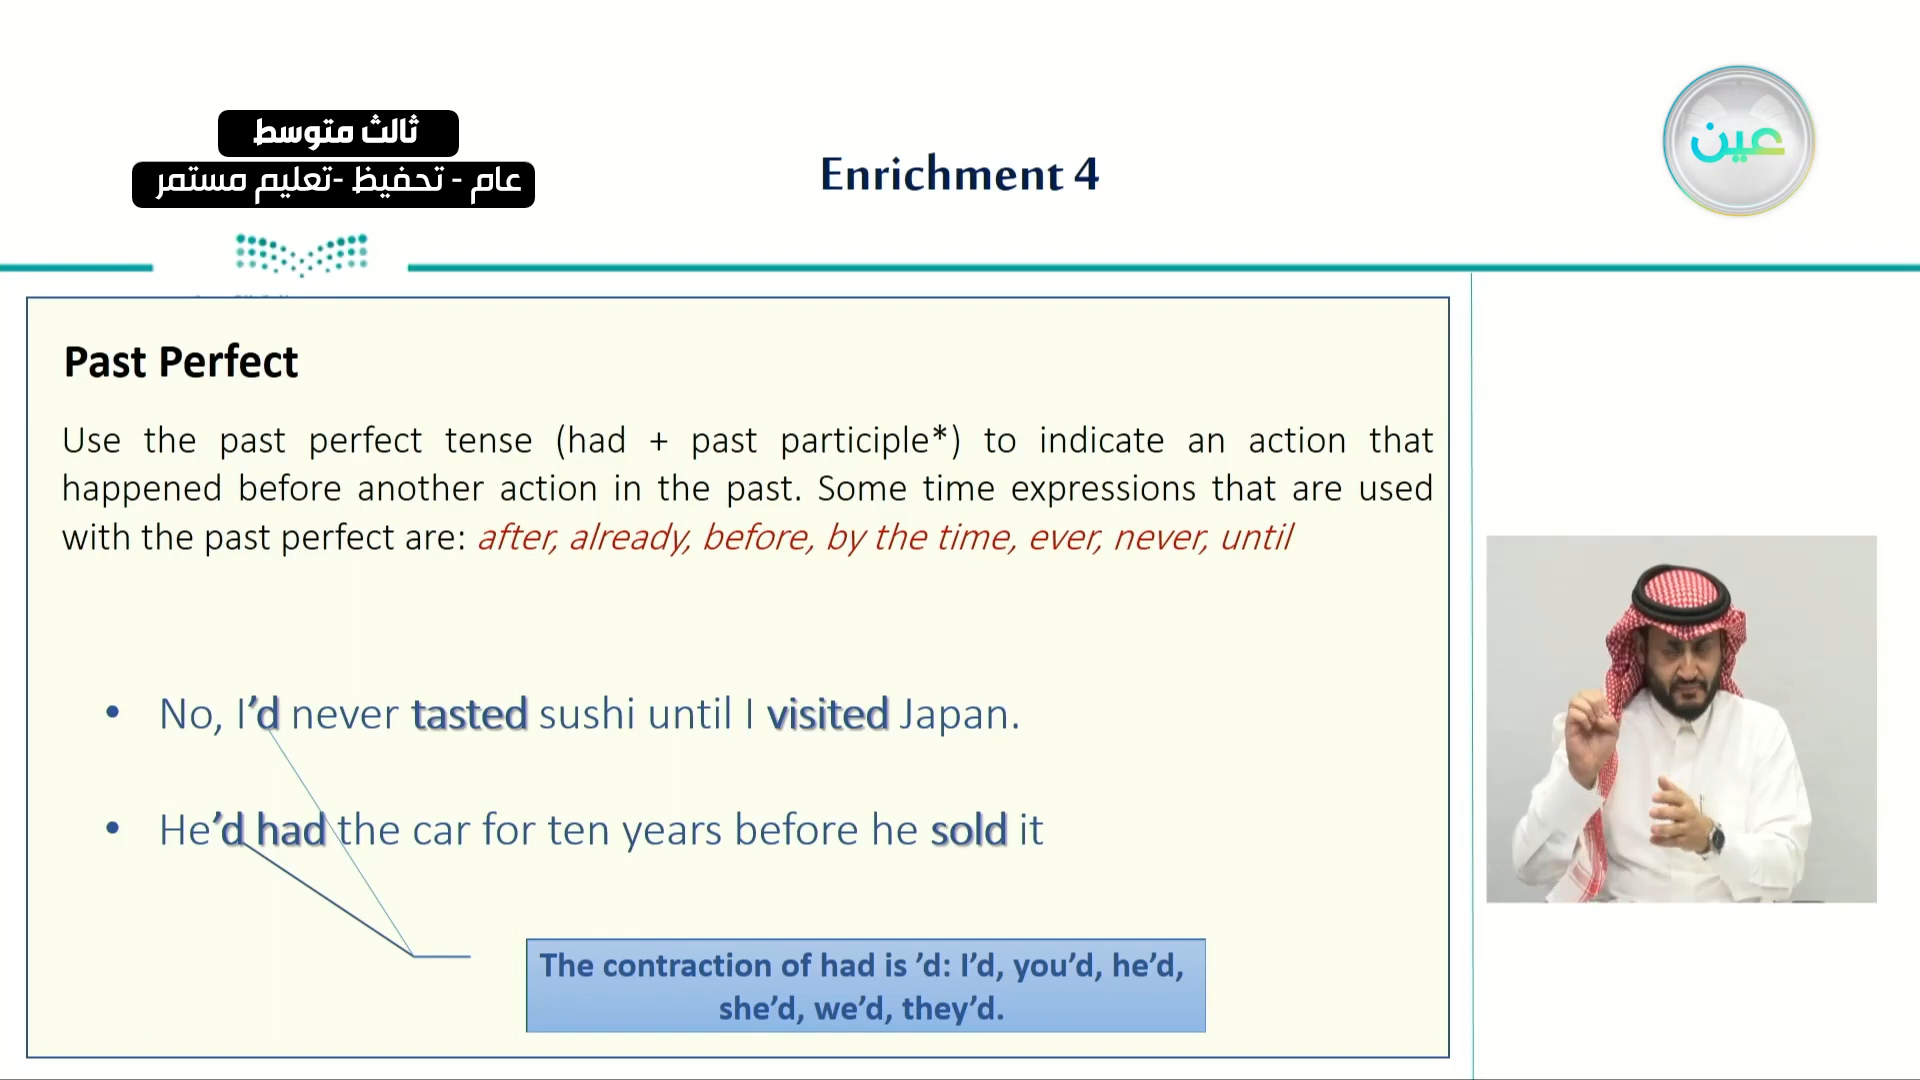 ثالث متوسط
عام - تحفيظ -تعليم مستمر
Enrichment 4
عين
Past Perfect
Use the past perfect tense (had + past participle*) to indicate an action that
happened before another action in the past. Some time expressions that are used
with the past perfect are: after, already, before, by the time, ever, never, until
• No, I’d never tasted sushi until I visited Japan.
• He’d had the car for ten years before he sold it
The contraction of had is ’d: I’d, you’d, he’d,
she’d, we’d, they’d.